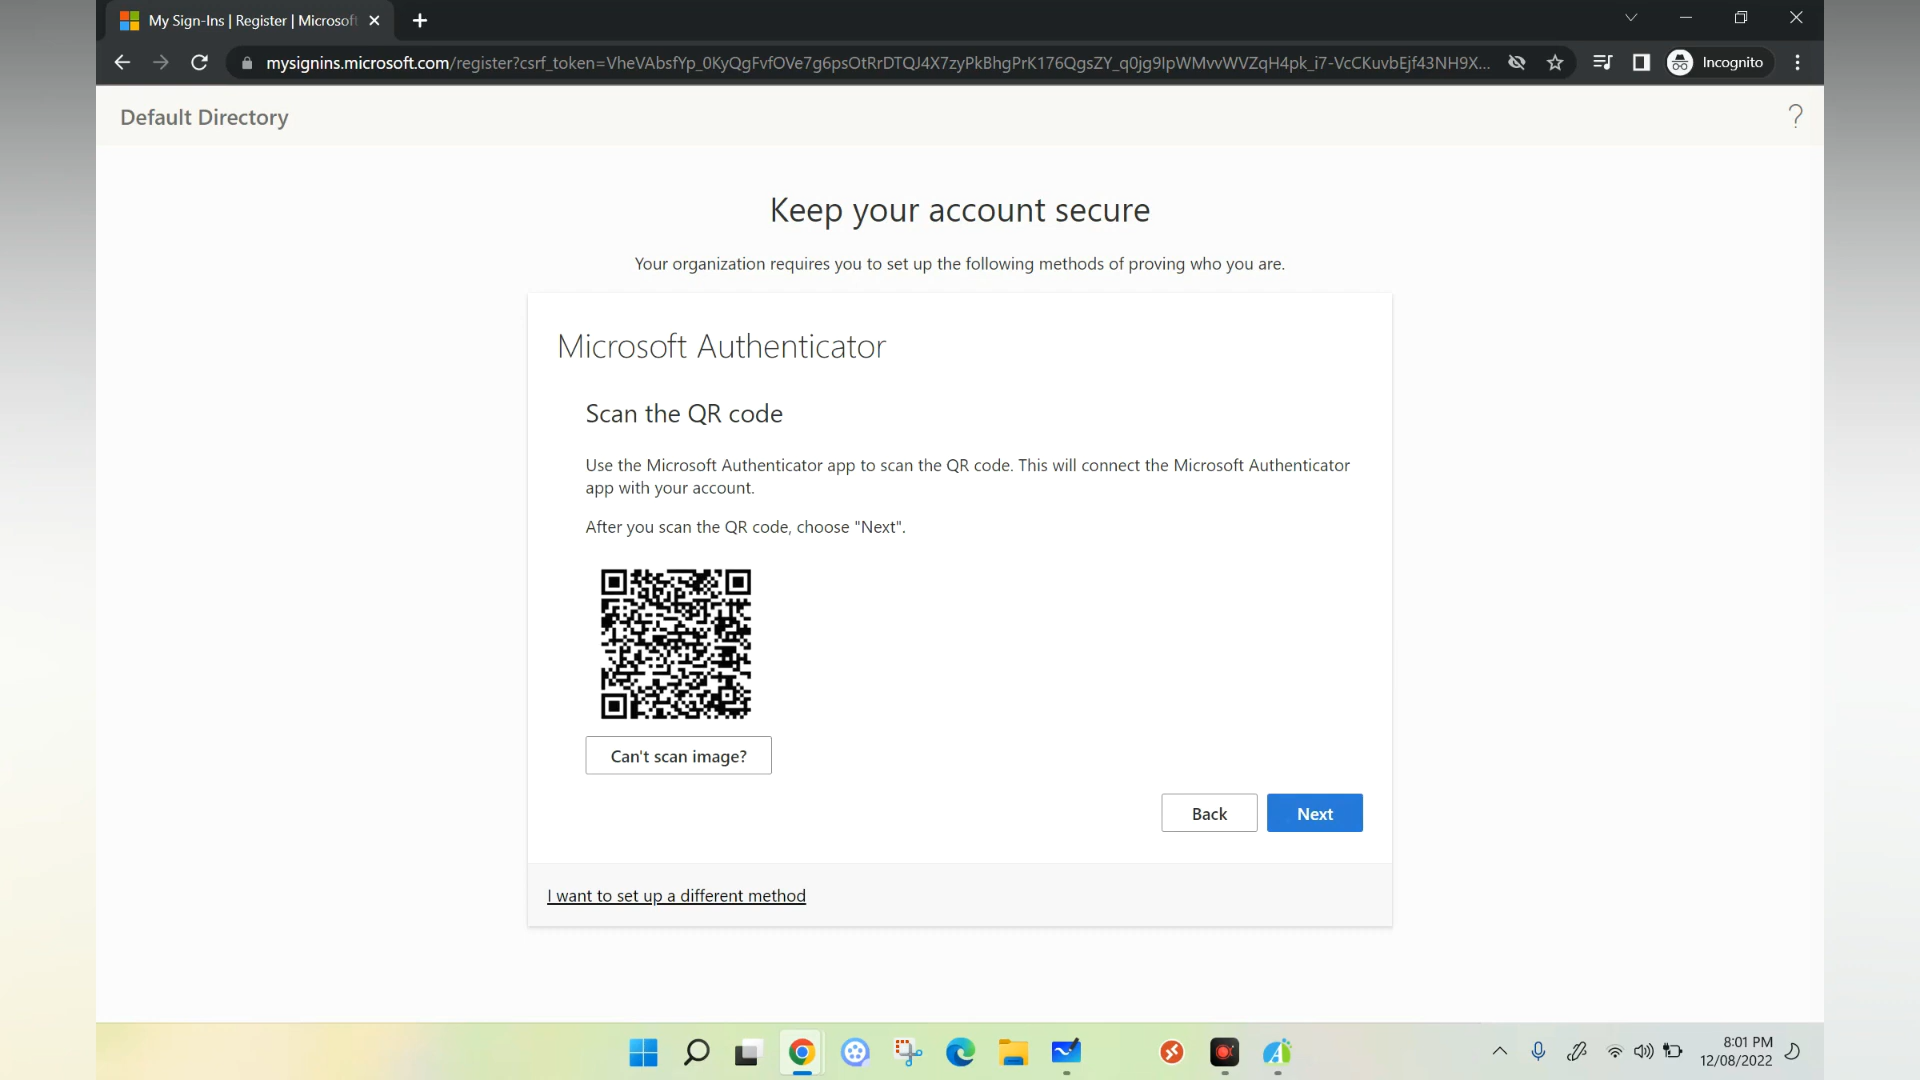 My Sign-Ins | Register | Microsoft
mysignins.microsoft.com/register?csrf_token=VheVAbsfYp_0KyQgFvfOVe7g6psOtRrDTQJ4X7zyPkBhgPrK176QgsZY_q0jg9IpWMvvWVZqH4pk_i7-VcCKuvbEjf43NH9X...
Incognito
Default Directory
?
Keep your account secure
Your organization requires you to set up the following methods of proving who you are.
Microsoft Authenticator
Scan the QR code
Use the Microsoft Authenticator app to scan the QR code. This will connect the Microsoft Authenticator
app with your account.
After you scan the QR code, choose "Next".
Can't scan image?
Back
Next
I want to set up a different method
8:01 PM
12/08/2022